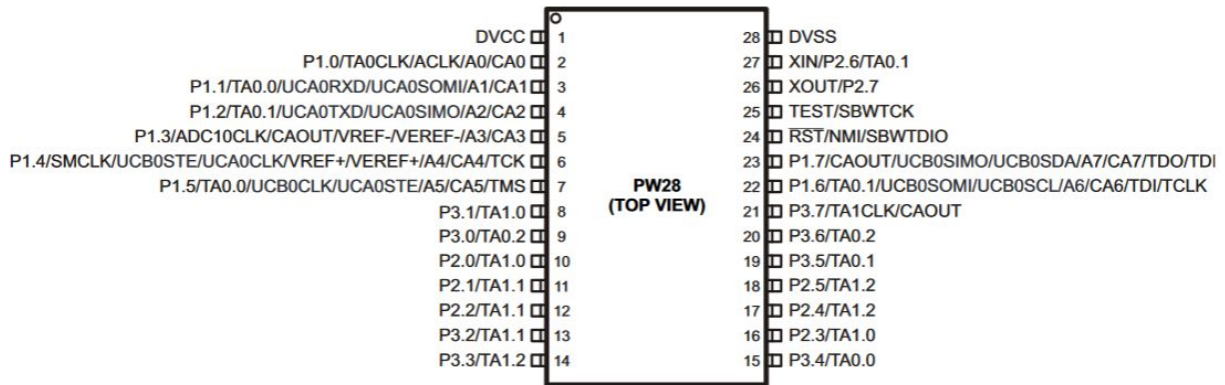 DVCC 1
P1.0/TA0CLK/ACLK/A0/CA0 2
P1.1/TA0.0/UCA0RXD/UCA0SOMI/A1/CA1 3
P1.2/TA0.1/UCA0TXD/UCA0SIMO/A2/CA2 4
P1.3/ADC10CLK/CAOUT/VREF-/VEREF-/A3/CA3 5
P1.4/SMCLK/UCB0STE/UCA0CLK/VREF+/VEREF+/A4/CA4/TCK 6
P1.5/TA0.0/UCB0CLK/UCA0STE/A5/CA5/TMS 7
P3.1/TA1.0 8
P3.0/TA0.2 9
P2.0/TA1.0 10
P2.1/TA1.1 11
P2.2/TA1.1 12
P3.2/TA1.1 13
P3.3/TA1.2 14
PW28
(TOP VIEW)
28 DVSS
27 XIN/P2.6/TA0.1
26 XOUT/P2.7
25 TEST/SBWTCK
24 R̅S̅T̅/NMI/SBWTDIO
23 P1.7/CAOUT/UCB0SIMO/UCB0SDA/A7/CA7/TDO/TDI
22 P1.6/TA0.1/UCB0SOMI/UCB0SCL/A6/CA6/TDI/TCLK
21 P3.7/TA1CLK/CAOUT
20 P3.6/TA0.2
19 P3.5/TA0.1
18 P2.5/TA1.2
17 P2.4/TA1.2
16 P2.3/TA1.0
15 P3.4/TA0.0